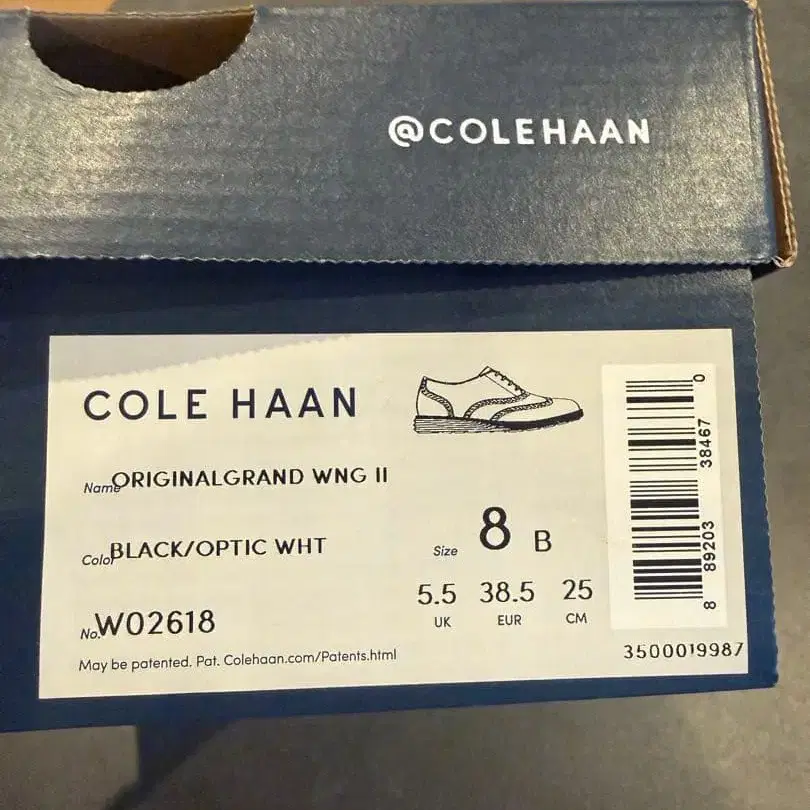 @COLEHAAN
COLE HAAN
Name ORIGINALGRAND WNG II
Color BLACK/OPTIC WHT
Size 8 B
5.5 38.5 25
UK EUR CM
No. W02618
May be patented. Pat. Colehaan.com/Patents.html
8 89203 38467 0
3500019987